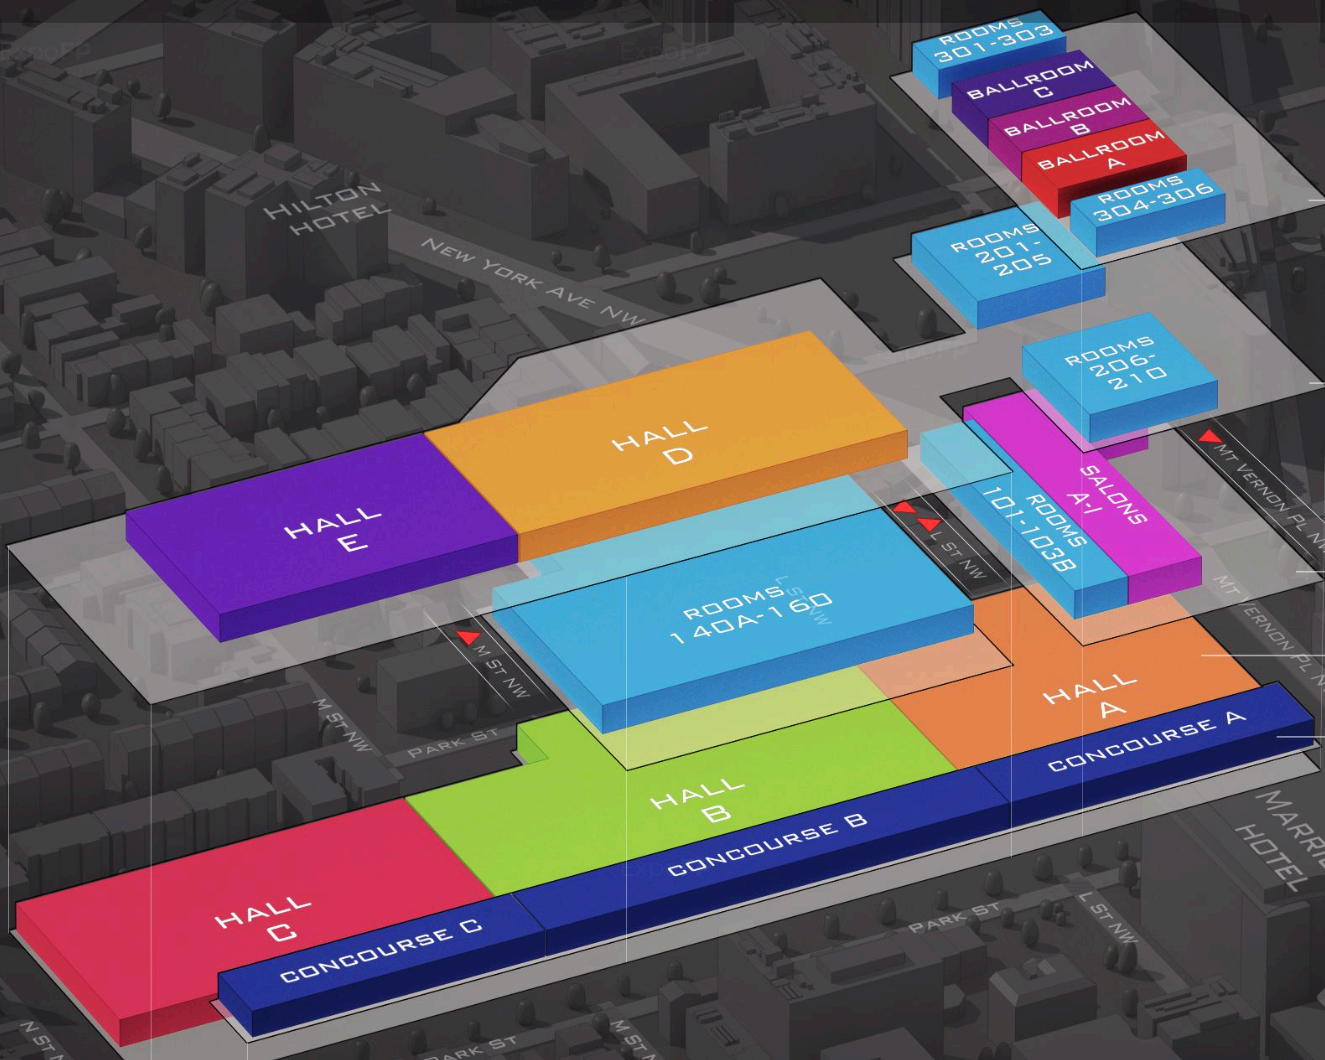 ROOMS
301-303
BALLROOM
C
BALLROOM
B
BALLROOM
A
ROOMS
304-306
HILTON
HOTEL
NEW YORK AVE NW
ROOMS
201-
205
ROOMS
206-
210
HALL
D
HALL
E
SALONS
A-I
ROOMS
101-103B
MT VERNON PL NW
L ST NW
ROOMS
140A-160
L ST NW
M ST NW
MT VERNON PL N
M ST NW
PARK ST
HALL
A
CONCOURSE A
HALL
B
CONCOURSE B
MARRI
HOTEL
HALL
C
CONCOURSE C
PARK ST
L ST NW
N ST N
PARK ST
M ST N